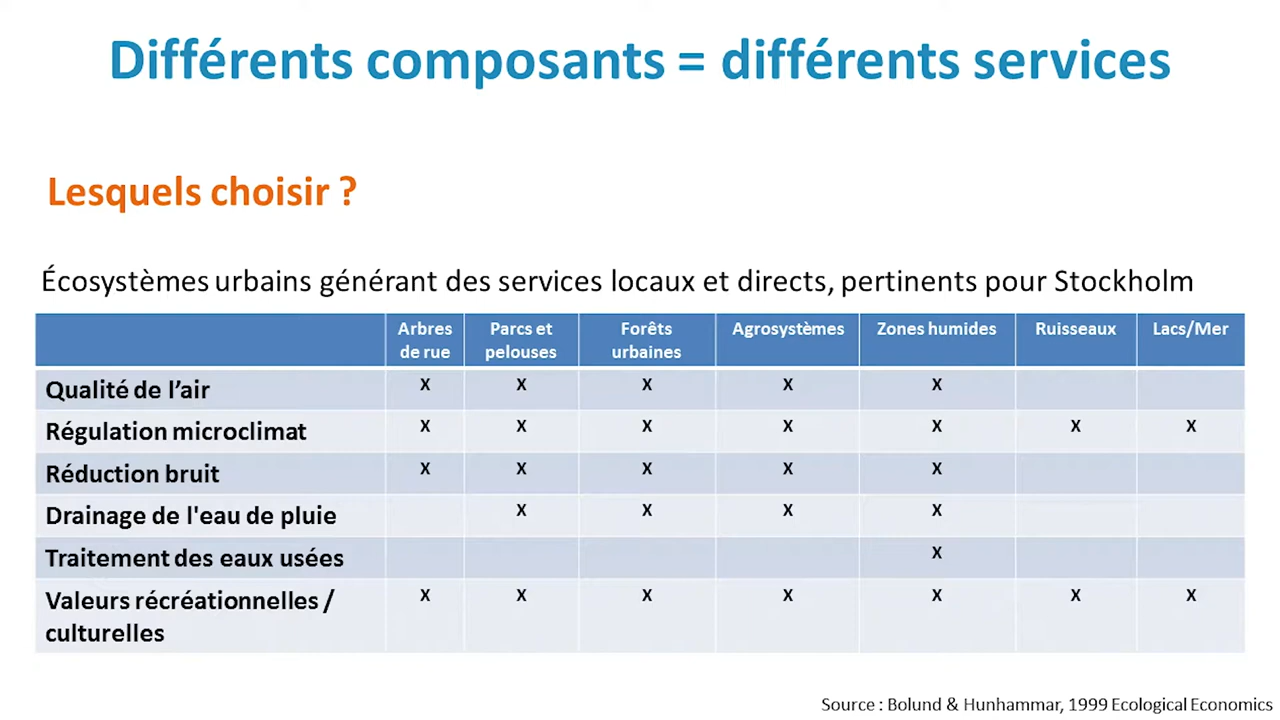 Différents composants = différents services
Lesquels choisir ?
Écosystèmes urbains générant des services locaux et directs, pertinents pour Stockholm
Arbres de rue Parcs et pelouses Forêts urbaines Agrosystèmes Zones humides Ruisseaux Lacs/Mer
Qualité de l’air x x x x x
Régulation microclimat x x x x x x x
Réduction bruit x x x x x
Drainage de l'eau de pluie x x x x
Traitement des eaux usées x
Valeurs récréationnelles / x x x x x x x
culturelles
Source : Bolund & Hunhammar, 1999 Ecological Economics